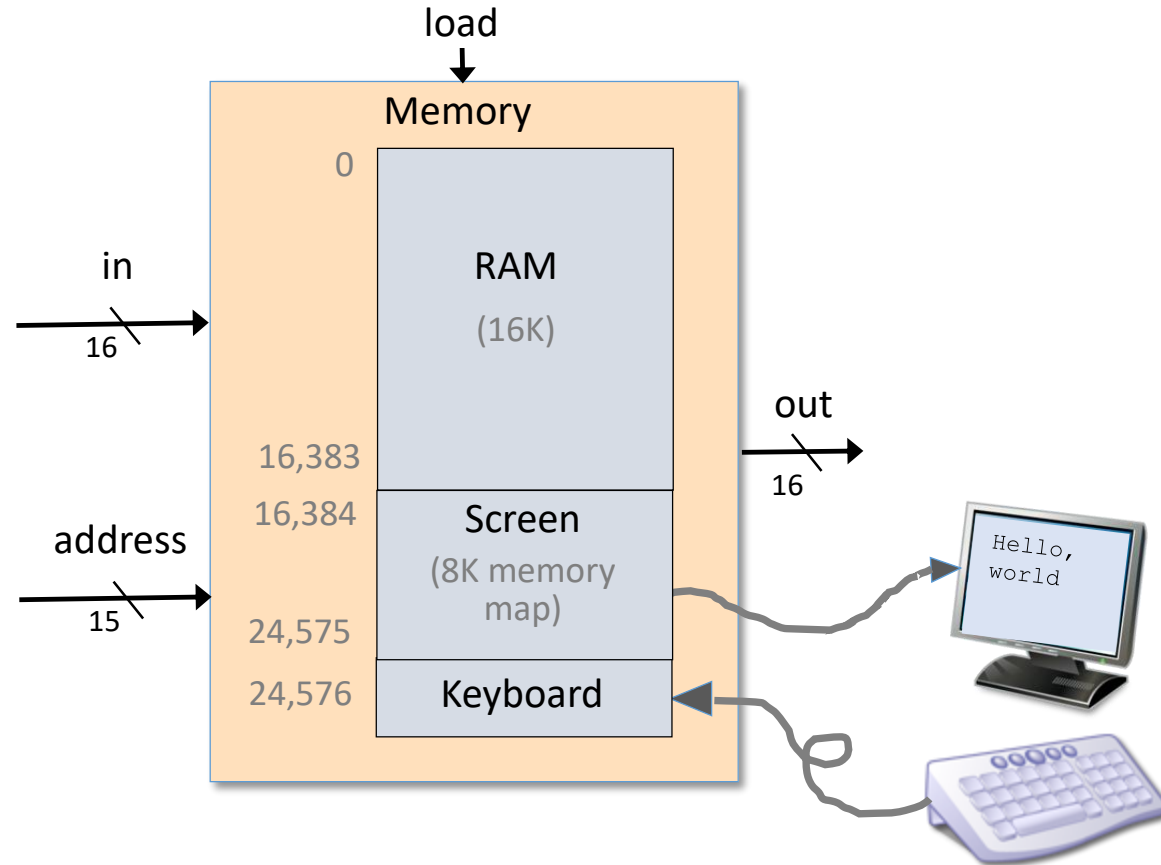 load
Memory
0
in
RAM
(16K)
16
out
16,383
16
16,384
Screen
address
(8K memory
map)
Hello,
world
15
24,575
24,576
Keyboard